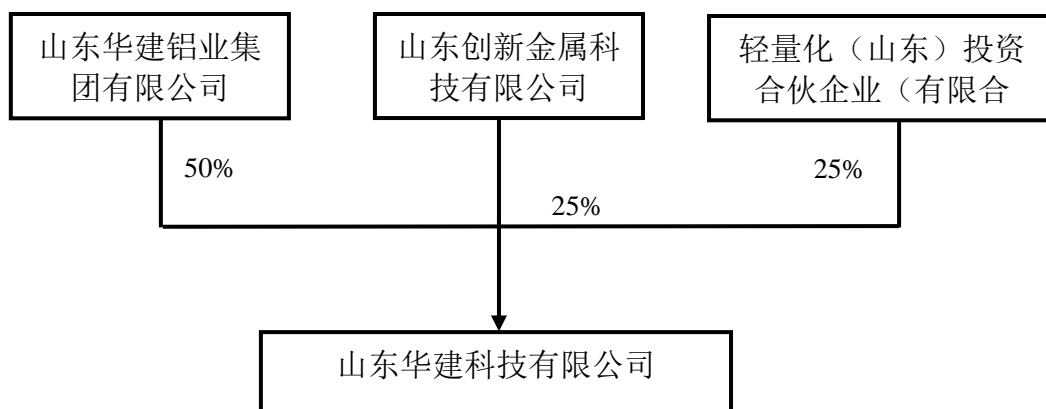 山东华建铝业集
团有限公司
山东创新金属科
技有限公司
轻量化（山东）投资
合伙企业（有限合
50%
25%
25%
山东华建科技有限公司